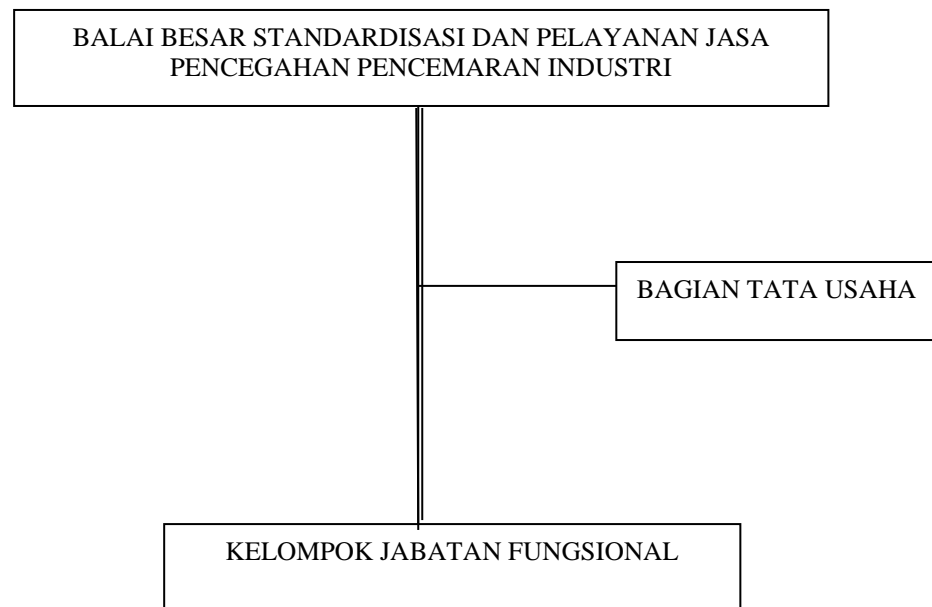 BALAI BESAR STANDARDISASI DAN PELAYANAN JASA
PENCEGAHAN PENCEMARAN INDUSTRI
BAGIAN TATA USAHA
KELOMPOK JABATAN FUNGSIONAL